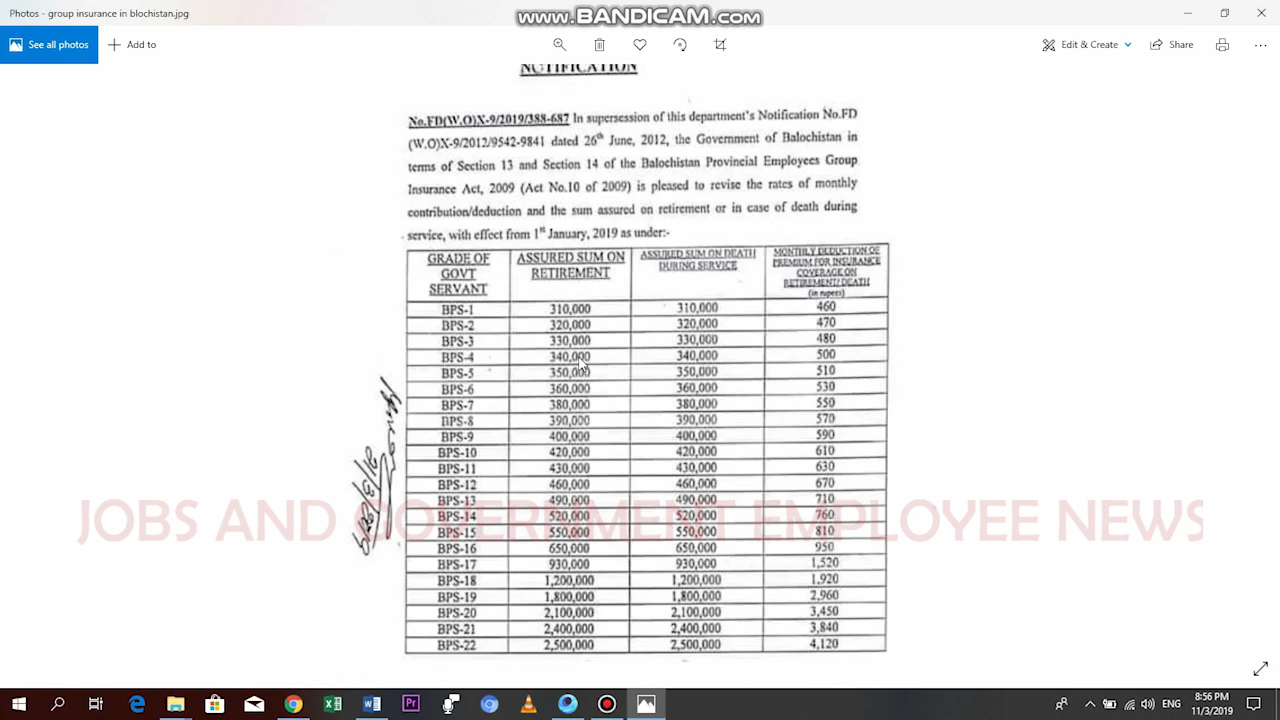 Photos - group insurance in blochistan.jpg
www.BANDICAM.com
See all photos
Add to
Edit & Create
Share
NOTIFICATION
No.FD(W.O)X-9/2019/388-687 In supersession of this department's Notification No.FD
(W.O)X-9/2012/9542-9841 dated 26th June, 2012, the Government of Balochistan in
terms of Section 13 and Section 14 of the Balochistan Provincial Employees Group
Insurance Act, 2009 (Act No.10 of 2009) is pleased to revise the rates of monthly
contribution/deduction and the sum assured on retirement or in case of death during
service, with effect from 1st January, 2019 as under:-
GRADE OF GOVT SERVANT
ASSURED SUM ON RETIREMENT
ASSURED SUM ON DEATH DURING SERVICE
MONTHLY DEDUCTION OF PREMIUM FOR INSURANCE COVERAGE ON RETIREMENT/DEATH (in rupees)
BPS-1 310,000 310,000 460
BPS-2 320,000 320,000 470
BPS-3 330,000 330,000 480
BPS-4 340,000 340,000 500
BPS-5 350,000 350,000 510
BPS-6 360,000 360,000 530
BPS-7 380,000 380,000 550
BPS-8 390,000 390,000 570
BPS-9 400,000 400,000 590
BPS-10 420,000 420,000 610
BPS-11 430,000 430,000 630
BPS-12 460,000 460,000 670
BPS-13 490,000 490,000 710
BPS-14 520,000 520,000 760
BPS-15 550,000 550,000 810
BPS-16 650,000 650,000 950
BPS-17 930,000 930,000 1,520
BPS-18 1,200,000 1,200,000 1,920
BPS-19 1,800,000 1,800,000 2,960
BPS-20 2,100,000 2,100,000 3,450
BPS-21 2,400,000 2,400,000 3,840
BPS-22 2,500,000 2,500,000 4,120
JOBS AND GOVERNMENT EMPLOYEE NEWS
ENG
8:56 PM
11/3/2019